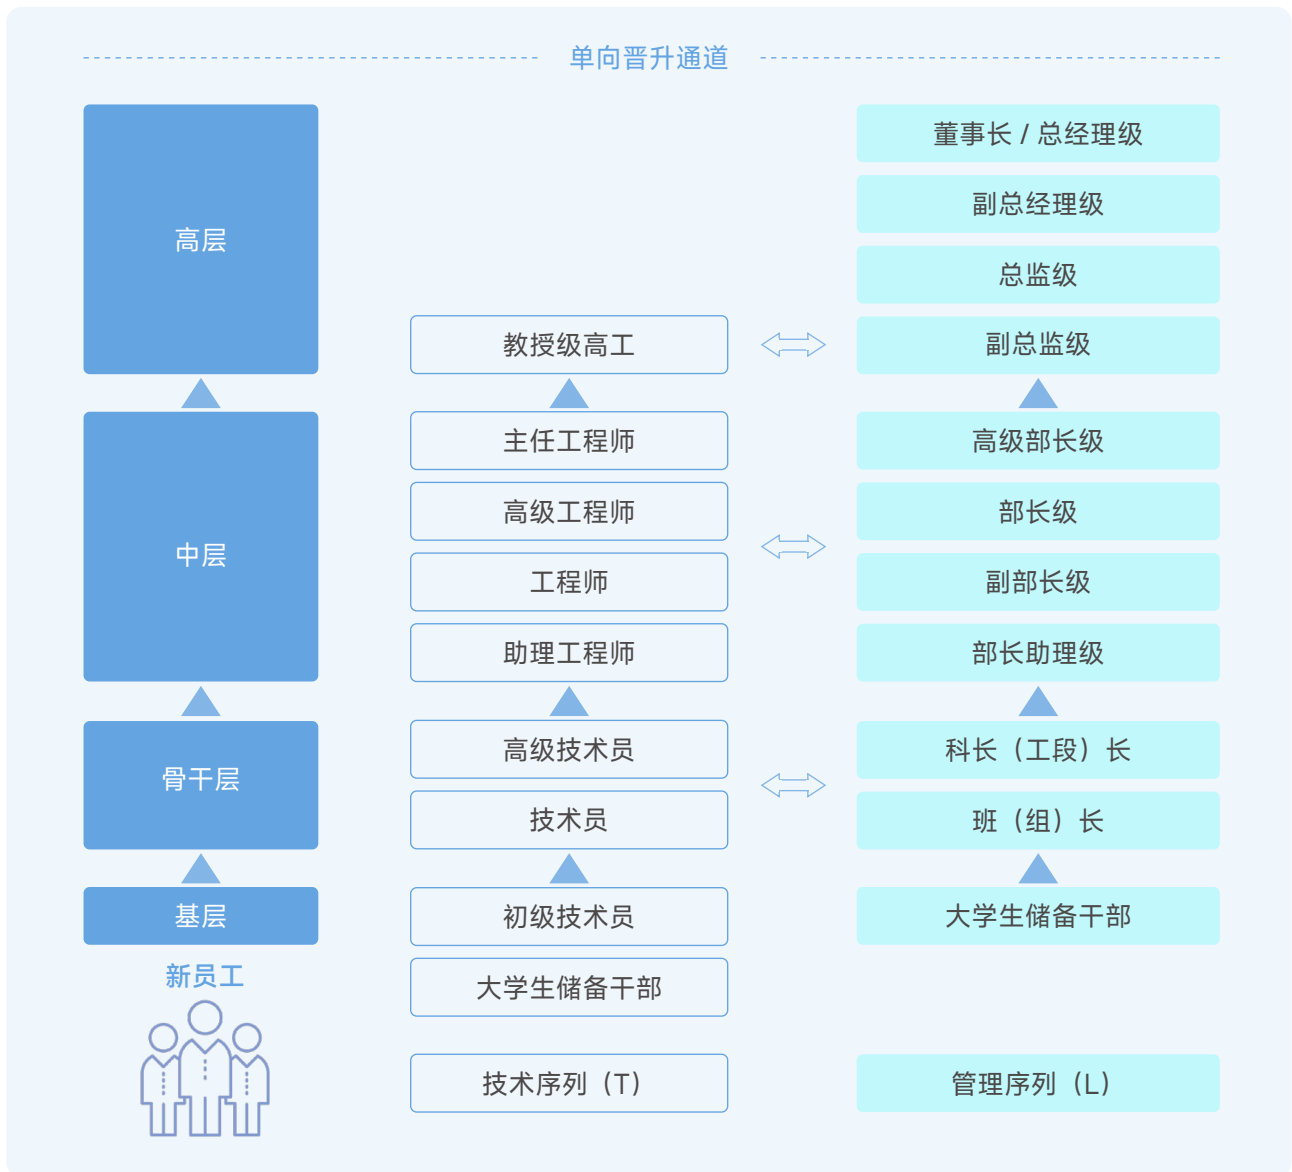 单向晋升通道
高层
董事长 / 总经理级
副总经理级
总监级
教授级高工
副总监级
中层
主任工程师
高级部长级
高级工程师
部长级
工程师
副部长级
助理工程师
部长助理级
骨干层
高级技术员
科长（工段）长
技术员
班（组）长
基层
初级技术员
大学生储备干部
新员工
大学生储备干部
技术序列（T）
管理序列（L）